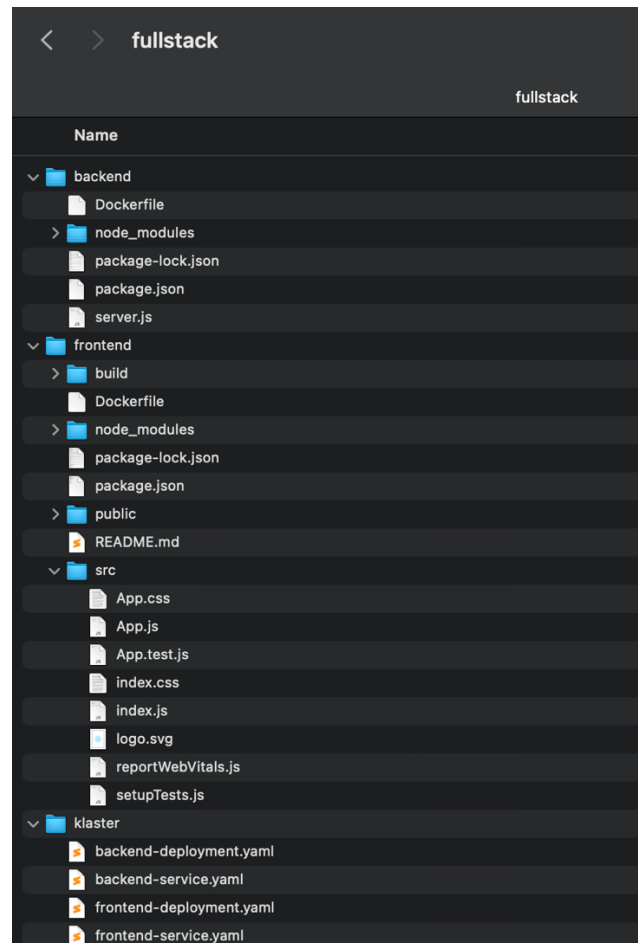 fullstack
fullstack
Name
backend
Dockerfile
node_modules
package-lock.json
package.json
server.js
frontend
build
Dockerfile
node_modules
package-lock.json
package.json
public
README.md
src
App.css
App.js
App.test.js
index.css
index.js
logo.svg
reportWebVitals.js
setupTests.js
klaster
backend-deployment.yaml
backend-service.yaml
frontend-deployment.yaml
frontend-service.yaml